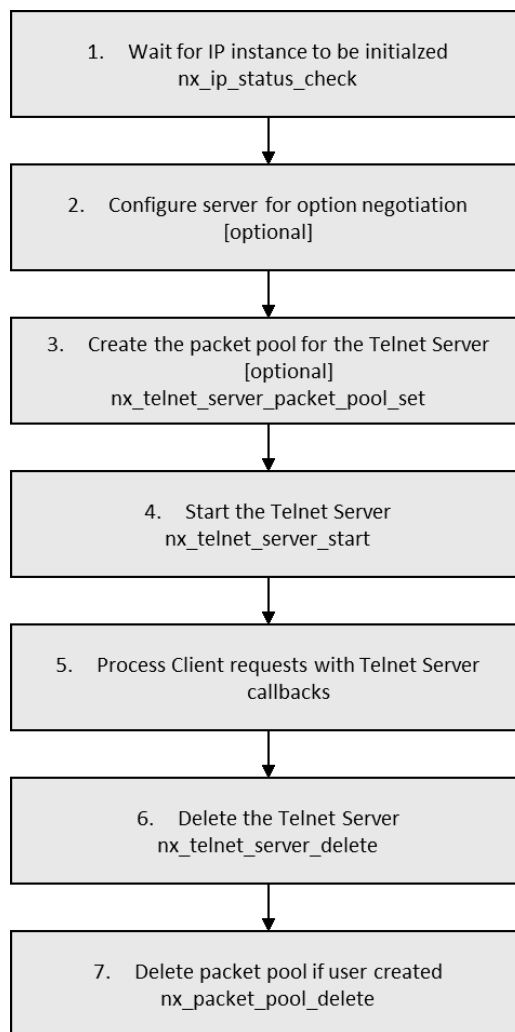 1. Wait for IP instance to be initialzed
nx_ip_status_check
2. Configure server for option negotiation
[optional]
3. Create the packet pool for the Telnet Server
[optional]
nx_telnet_server_packet_pool_set
4. Start the Telnet Server
nx_telnet_server_start
5. Process Client requests with Telnet Server
callbacks
6. Delete the Telnet Server
nx_telnet_server_delete
7. Delete packet pool if user created
nx_packet_pool_delete